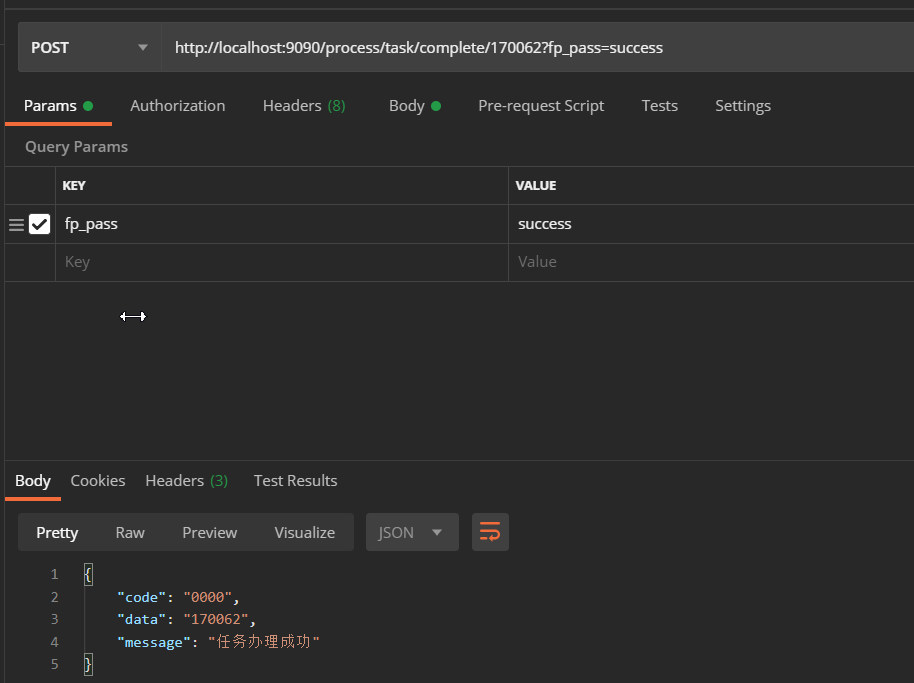 POST http://localhost:9090/process/task/complete/170062?fp_pass=success
Params Authorization Headers (8) Body Pre-request Script Tests Settings
Query Params
KEY VALUE
fp_pass success
Key Value
Body Cookies Headers (3) Test Results
Pretty Raw Preview Visualize JSON
1 {
2 "code": "0000",
3 "data": "170062",
4 "message": "任务办理成功"
5 }